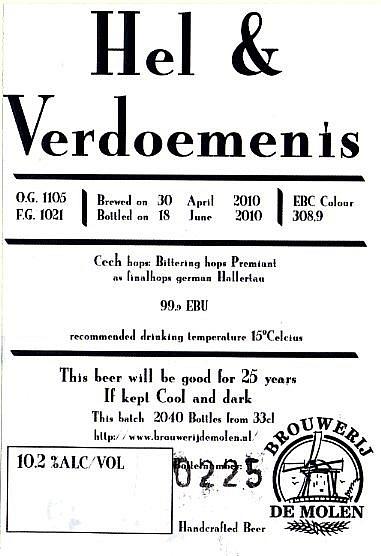 Hel &
Verdoemenis
O.G. 1105
F.G. 1021
Brewed on 30 April 2010
Bottled on 18 June 2010
EBC Colour
308,9
Cech hops: Bittering hops Premiant
as finalhops german Hallertau
99,9 EBU
recommended drinking temperature 15°Celcius
This beer will be good for 25 years
If kept Cool and dark
This batch 2040 Bottles from 33cl
http://www.brouwerijdemolen.nl/
10.2 %ALC/VOL
Bottlenumber:
0225
Handcrafted Beer
BROUWERIJ
DE MOLEN